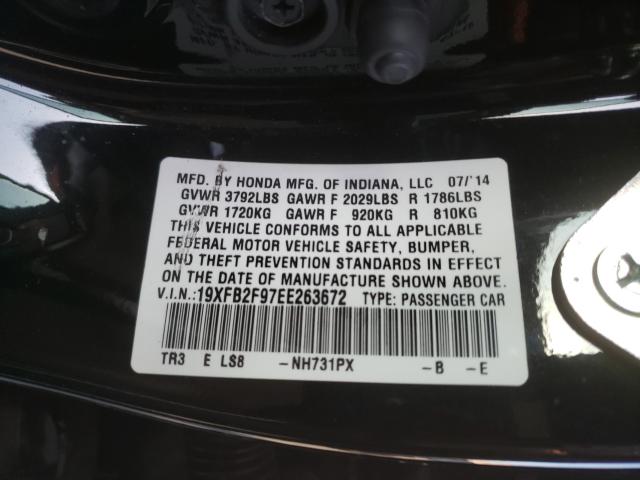 MFD. BY HONDA MFG. OF INDIANA, LLC 07/'14
GVWR 3792LBS GAWR F 2029LBS R 1786LBS
GVWR 1720KG GAWR F 920KG R 810KG
THIS VEHICLE CONFORMS TO ALL APPLICABLE
FEDERAL MOTOR VEHICLE SAFETY, BUMPER,
AND THEFT PREVENTION STANDARDS IN EFFECT
ON THE DATE OF MANUFACTURE SHOWN ABOVE.
V.I.N.:19XFB2F97EE263672 TYPE: PASSENGER CAR
TR3 E LS8 -NH731PX -B -E